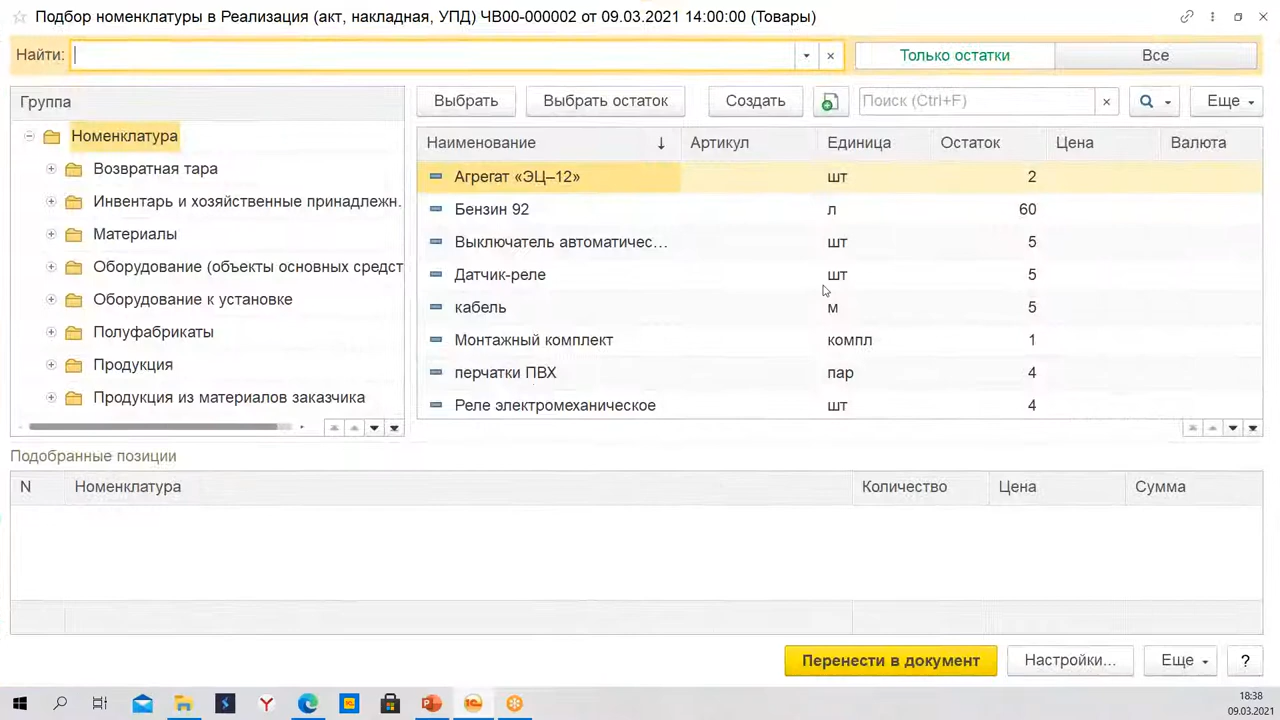 Подбор номенклатуры в Реализация (акт, накладная, УПД) ЧВ00-000002 от 09.03.2021 14:00:00 (Товары)
Найти:
Только остатки
Все
Группа
Номенклатура
Возвратная тара
Инвентарь и хозяйственные принадлежн.
Материалы
Оборудование (объекты основных средст
Оборудование к установке
Полуфабрикаты
Продукция
Продукция из материалов заказчика
Выбрать Выбрать остаток Создать Поиск (Ctrl+F) Еще
Наименование Артикул Единица Остаток Цена Валюта
Агрегат «ЭЦ–12» шт 2
Бензин 92 л 60
Выключатель автоматичес... шт 5
Датчик-реле шт 5
кабель м 5
Монтажный комплект компл 1
перчатки ПВХ пар 4
Реле электромеханическое шт 4
Подобранные позиции
N Номенклатура Количество Цена Сумма
Перенести в документ Настройки... Еще ?
18:38
09.03.2021